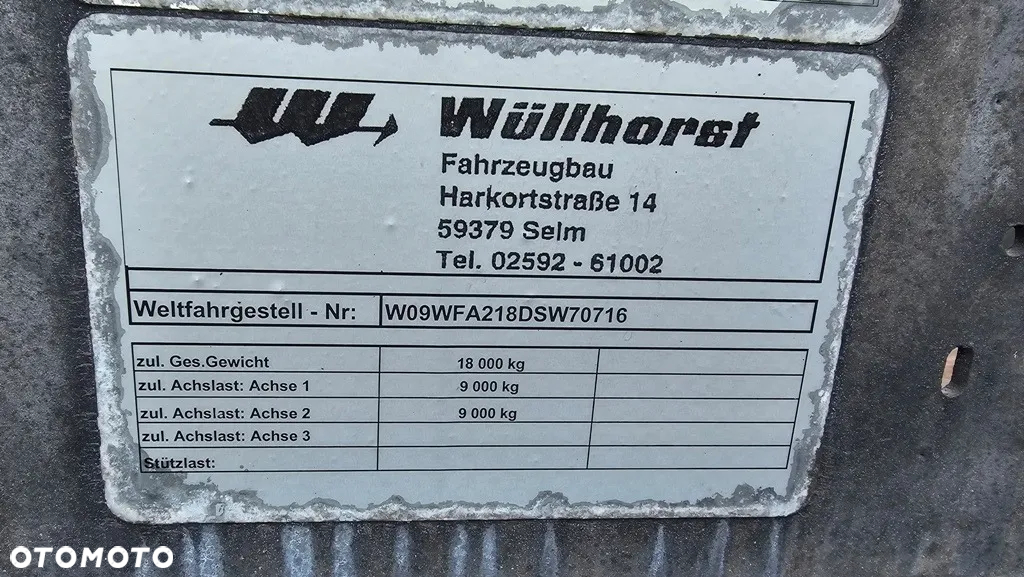 Wüllhorst
Fahrzeugbau
Harkortstraße 14
59379 Selm
Tel. 02592 - 61002
Weltfahrgestell - Nr: W09WFA218DSW70716
zul. Ges.Gewicht 18 000 kg
zul. Achslast: Achse 1 9 000 kg
zul. Achslast: Achse 2 9 000 kg
zul. Achslast: Achse 3
Stützlast:
OTOMOTO